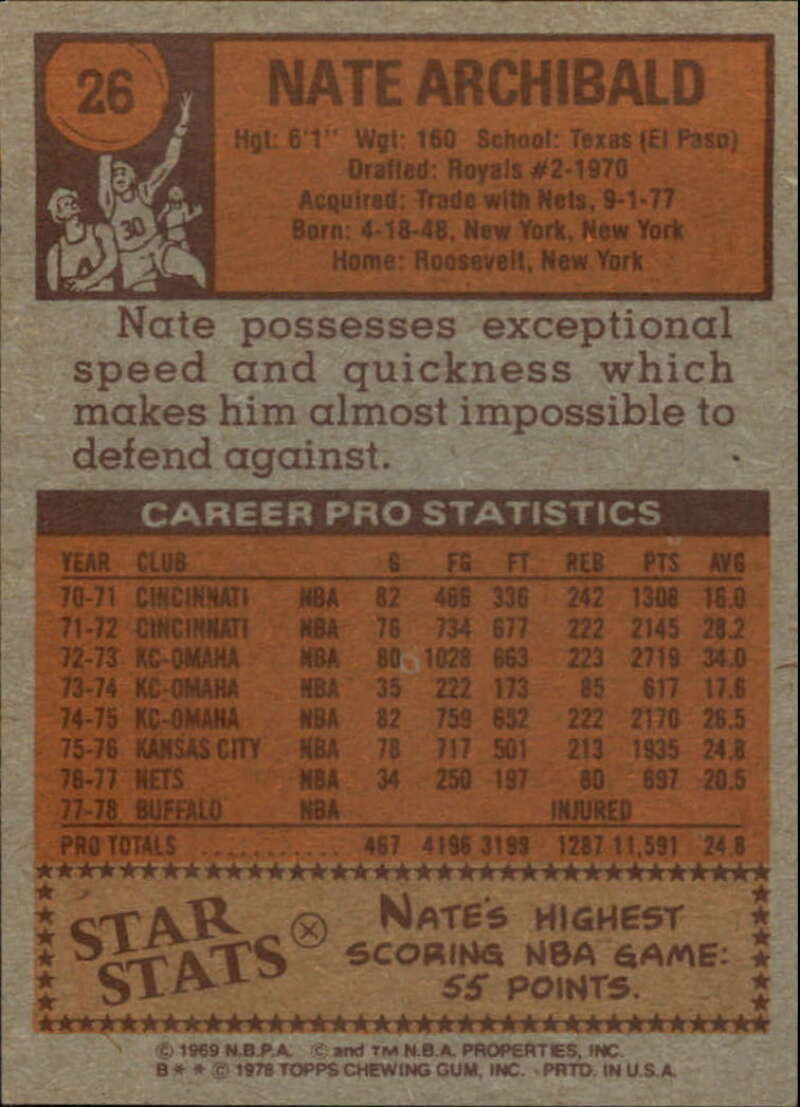 26
NATE ARCHIBALD
Hgt: 6'1" Wgt: 160 School: Texas (El Paso)
Drafted: Royals #2-1970
Acquired: Trade with Nets, 9-1-77
Born: 4-18-48, New York, New York
Home: Roosevelt, New York
30
Nate possesses exceptional
speed and quickness which
makes him almost impossible to
defend against.
CAREER PRO STATISTICS
YEAR CLUB G FG FT REB PTS AVG
70-71 CINCINNATI NBA 82 466 336 242 1308 16.0
71-72 CINCINNATI NBA 76 734 677 222 2145 28.2
72-73 KC-OMAHA NBA 80 1028 663 223 2719 34.0
73-74 KC-OMAHA NBA 35 222 173 85 617 17.6
74-75 KC-OMAHA NBA 82 759 652 222 2170 26.5
75-76 KANSAS CITY NBA 78 717 501 213 1935 24.8
76-77 NETS NBA 34 250 197 80 697 20.5
77-78 BUFFALO NBA INJURED
PRO TOTALS ............ 467 4196 3199 1287 11,591 24.8
STAR STATS
NATE'S HIGHEST
SCORING NBA GAME:
55 POINTS.
© 1969 N.B.P.A. © and TM N.B.A. PROPERTIES, INC.
B * * © 1978 TOPPS CHEWING GUM, INC. PRTD. IN U.S.A.